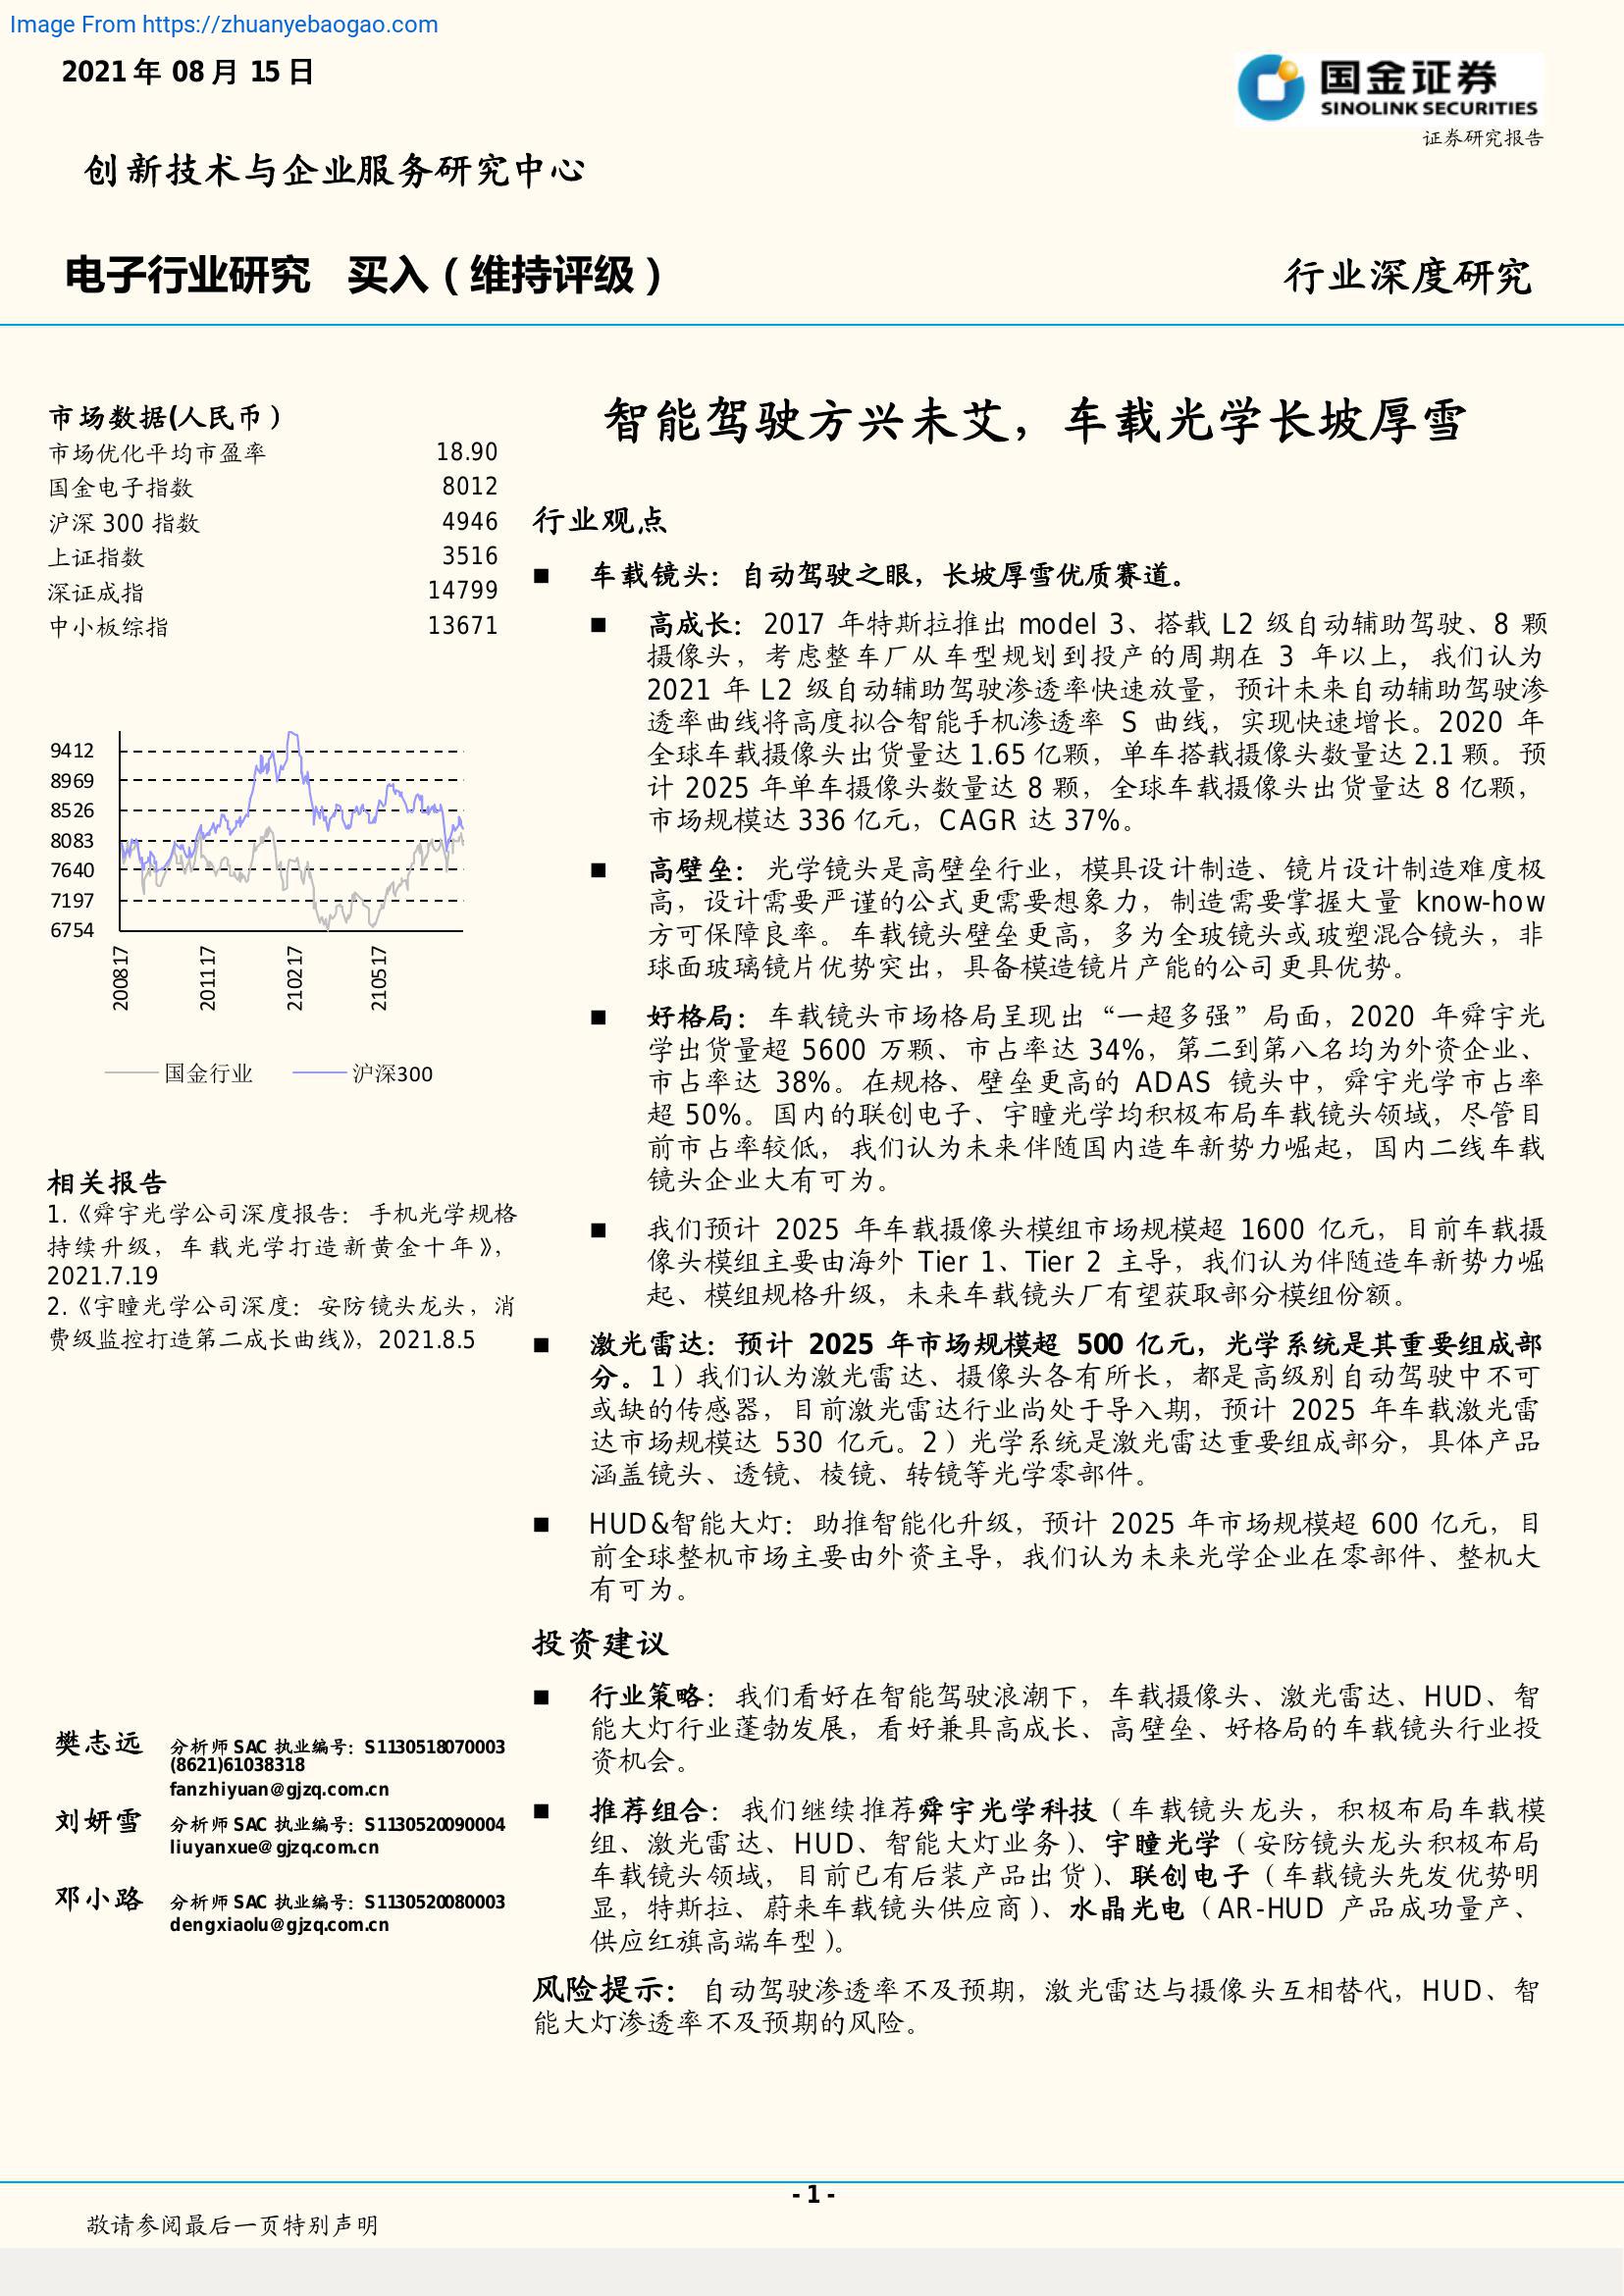 Image From https://zhuanyebaogao.com
2021 年 08 月 15 日
国金证券
SINOLINK SECURITIES
证券研究报告
创新技术与企业服务研究中心
电子行业研究 买入（维持评级）
行业深度研究
市场数据(人民币）
市场优化平均市盈率 18.90
国金电子指数 8012
沪深 300 指数 4946
上证指数 3516
深证成指 14799
中小板综指 13671
9412
8969
8526
8083
7640
7197
6754
200817
201117
210217
210517
国金行业 沪深300
相关报告
1.《舜宇光学公司深度报告：手机光学规格
持续升级，车载光学打造新黄金十年》，
2021.7.19
2.《宇瞳光学公司深度：安防镜头龙头，消
费级监控打造第二成长曲线》，2021.8.5
樊志远 分析师 SAC 执业编号：S1130518070003
(8621)61038318
fanzhiyuan@gjzq.com.cn
刘妍雪 分析师 SAC 执业编号：S1130520090004
liuyanxue@gjzq.com.cn
邓小路 分析师 SAC 执业编号：S1130520080003
dengxiaolu@gjzq.com.cn
智能驾驶方兴未艾，车载光学长坡厚雪
行业观点
■ 车载镜头：自动驾驶之眼，长坡厚雪优质赛道。
■ 高成长：2017 年特斯拉推出 model 3、搭载 L2 级自动辅助驾驶、8 颗
摄像头，考虑整车厂从车型规划到投产的周期在 3 年以上，我们认为
2021 年 L2 级自动辅助驾驶渗透率快速放量，预计未来自动辅助驾驶渗
透率曲线将高度拟合智能手机渗透率 S 曲线，实现快速增长。2020 年
全球车载摄像头出货量达 1.65 亿颗，单车搭载摄像头数量达 2.1 颗。预
计 2025 年单车摄像头数量达 8 颗，全球车载摄像头出货量达 8 亿颗，
市场规模达 336 亿元，CAGR 达 37%。
■ 高壁垒：光学镜头是高壁垒行业，模具设计制造、镜片设计制造难度极
高，设计需要严谨的公式更需要想象力，制造需要掌握大量 know-how
方可保障良率。车载镜头壁垒更高，多为全玻镜头或玻塑混合镜头，非
球面玻璃镜片优势突出，具备模造镜片产能的公司更具优势。
■ 好格局：车载镜头市场格局呈现出“一超多强”局面，2020 年舜宇光
学出货量超 5600 万颗、市占率达 34%，第二到第八名均为外资企业、
市占率达 38%。在规格、壁垒更高的 ADAS 镜头中，舜宇光学市占率
超 50%。国内的联创电子、宇瞳光学均积极布局车载镜头领域，尽管目
前市占率较低，我们认为未来伴随国内造车新势力崛起，国内二线车载
镜头企业大有可为。
■ 我们预计 2025 年车载摄像头模组市场规模超 1600 亿元，目前车载摄
像头模组主要由海外 Tier 1、Tier 2 主导，我们认为伴随造车新势力崛
起、模组规格升级，未来车载镜头厂有望获取部分模组份额。
■ 激光雷达：预计 2025 年市场规模超 500 亿元，光学系统是其重要组成部
分。1）我们认为激光雷达、摄像头各有所长，都是高级别自动驾驶中不可
或缺的传感器，目前激光雷达行业尚处于导入期，预计 2025 年车载激光雷
达市场规模达 530 亿元。2）光学系统是激光雷达重要组成部分，具体产品
涵盖镜头、透镜、棱镜、转镜等光学零部件。
■ HUD&智能大灯：助推智能化升级，预计 2025 年市场规模超 600 亿元，目
前全球整机市场主要由外资主导，我们认为未来光学企业在零部件、整机大
有可为。
投资建议
■ 行业策略：我们看好在智能驾驶浪潮下，车载摄像头、激光雷达、HUD、智
能大灯行业蓬勃发展，看好兼具高成长、高壁垒、好格局的车载镜头行业投
资机会。
■ 推荐组合：我们继续推荐舜宇光学科技（车载镜头龙头，积极布局车载模
组、激光雷达、HUD、智能大灯业务）、宇瞳光学（安防镜头龙头积极布局
车载镜头领域，目前已有后装产品出货）、联创电子（车载镜头先发优势明
显，特斯拉、蔚来车载镜头供应商）、水晶光电（AR-HUD 产品成功量产、
供应红旗高端车型）。
风险提示：自动驾驶渗透率不及预期，激光雷达与摄像头互相替代，HUD、智
能大灯渗透率不及预期的风险。
- 1 -
敬请参阅最后一页特别声明